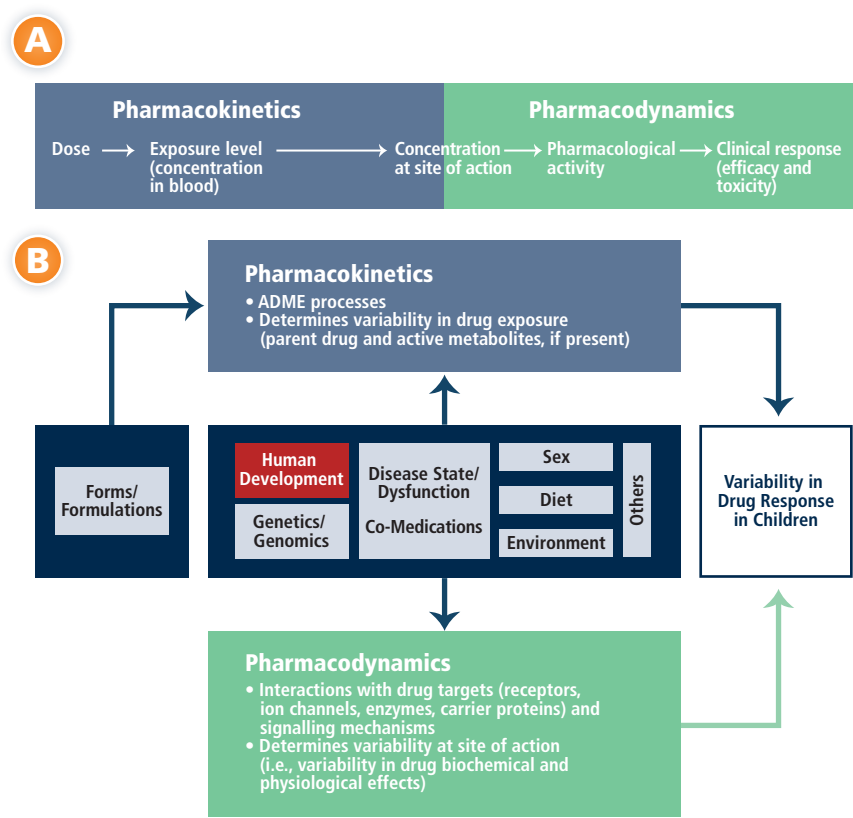 A
Pharmacokinetics
Pharmacodynamics
Dose
Exposure level
(concentration
in blood)
Concentration
at site of action
Pharmacological
activity
Clinical response
(efficacy and
toxicity)
B
Pharmacokinetics
• ADME processes
• Determines variability in drug exposure
(parent drug and active metabolites, if present)
Forms/
Formulations
Human
Development
Genetics/
Genomics
Disease State/
Dysfunction
Co-Medications
Sex
Diet
Environment
Others
Variability in
Drug Response
in Children
Pharmacodynamics
• Interactions with drug targets (receptors,
ion channels, enzymes, carrier proteins) and
signalling mechanisms
• Determines variability at site of action
(i.e., variability in drug biochemical and
physiological effects)